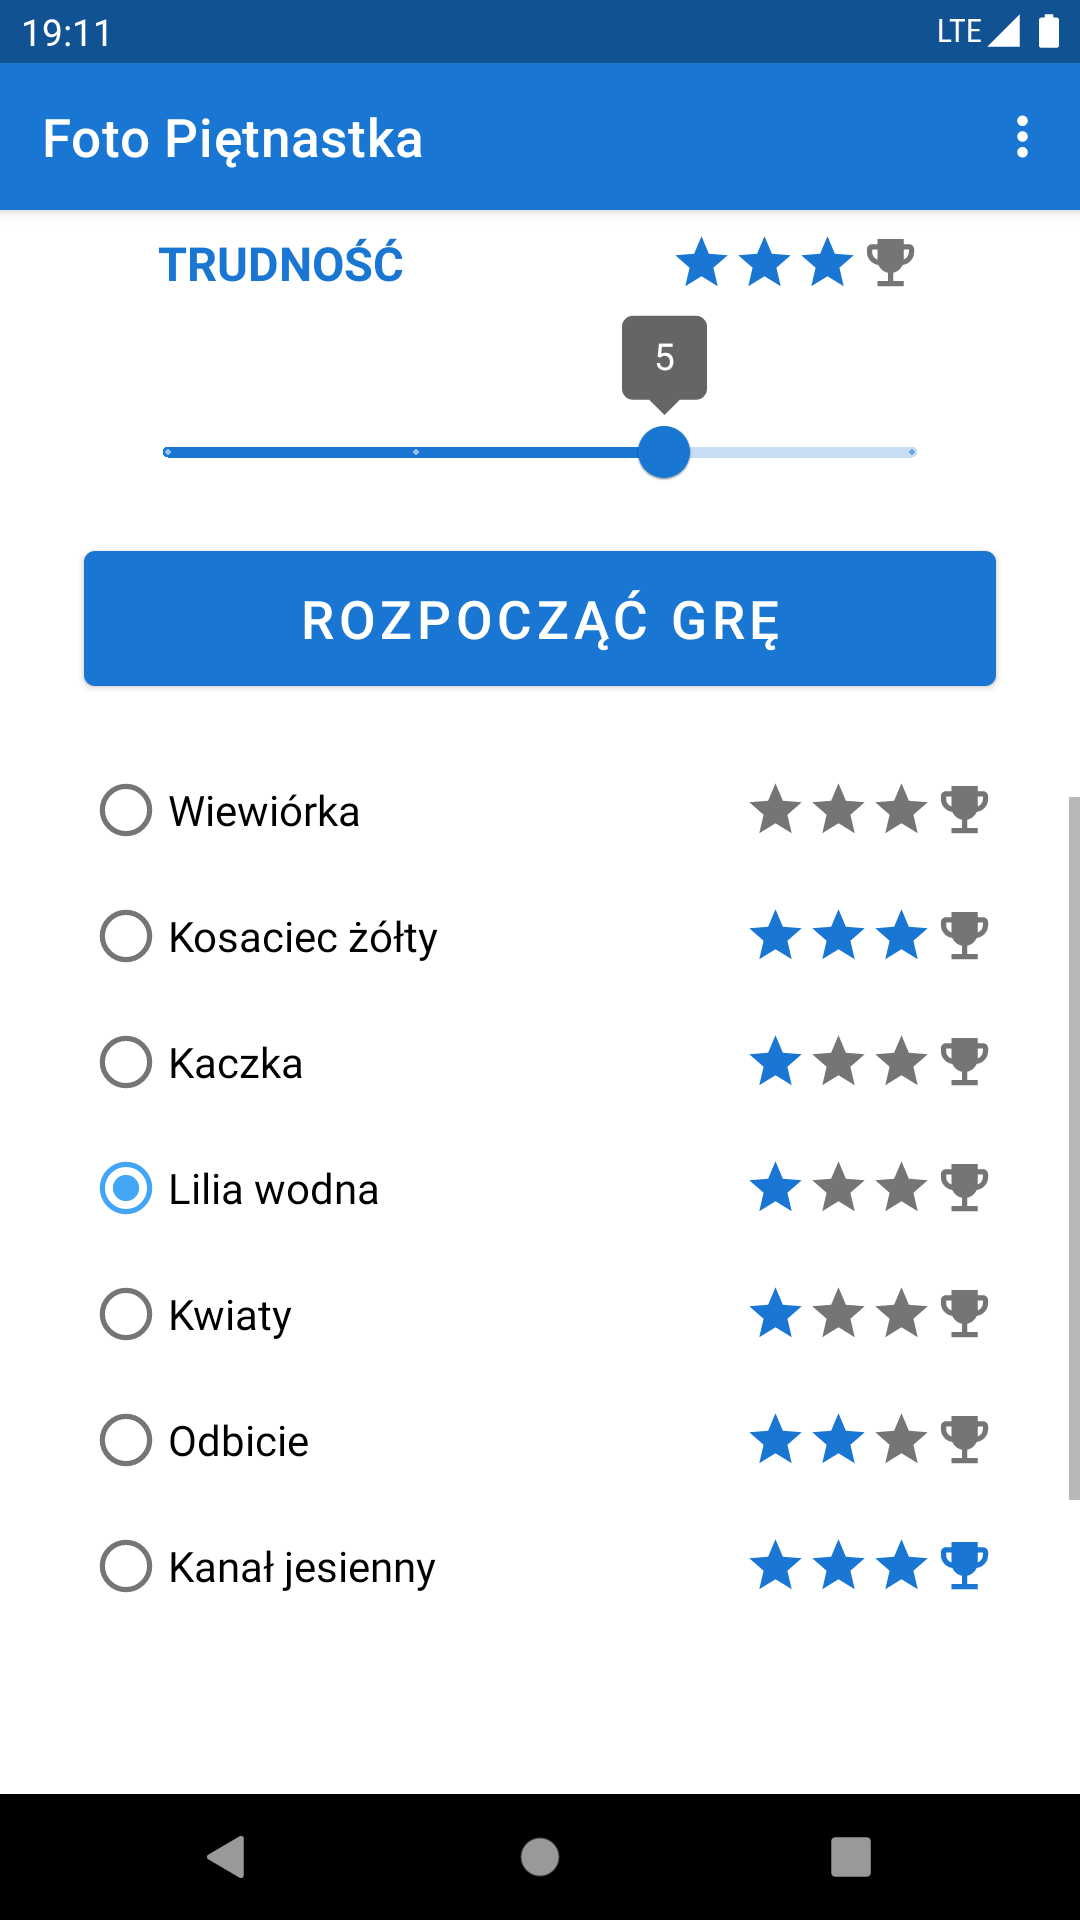 19:11
LTE
Foto Piętnastka
TRUDNOŚĆ
5
ROZPOCZĄĆ GRĘ
Wiewiórka
Kosaciec żółty
Kaczka
Lilia wodna
Kwiaty
Odbicie
Kanał jesienny